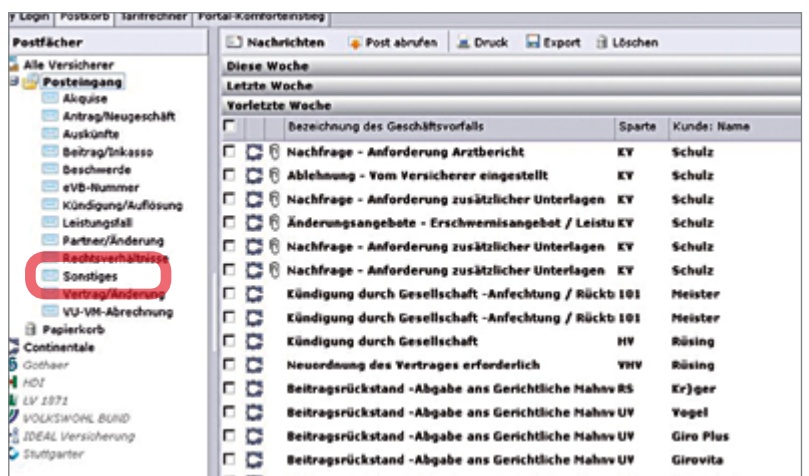 Login | Postkorb | Tarifrechner | Portal-Komforteinstieg
Postfächer
Alle Versicherer
Posteingang
Akquise
Antrag/Neugeschäft
Auskünfte
Beitrag/Inkasso
Beschwerde
eVB-Nummer
Kündigung/Auflösung
Leistungsfall
Partner/Änderung
Rechtsverhältnisse
Sonstiges
Vertrag/Änderung
VU-VM-Abrechnung
Papierkorb
Continentale
Gothaer
HDI
LV 1871
VOLKSWOHL BUND
IDEAL Versicherung
Stuttgarter
Nachrichten Post abrufen Druck Export Löschen
Diese Woche
Letzte Woche
Vorletzte Woche
Bezeichnung des Geschäftsvorfalls Sparte Kunde: Name
Nachfrage - Anforderung Arztbericht KV Schulz
Ablehnung - Vom Versicherer eingestellt KV Schulz
Nachfrage - Anforderung zusätzlicher Unterlagen KV Schulz
Änderungsangebote - Erschwernisangebot / Leistu KV Schulz
Nachfrage - Anforderung zusätzlicher Unterlagen KV Schulz
Nachfrage - Anforderung zusätzlicher Unterlagen KV Schulz
Kündigung durch Gesellschaft -Anfechtung / Rücktr 101 Meister
Kündigung durch Gesellschaft -Anfechtung / Rücktr 101 Meister
Kündigung durch Gesellschaft HV Rüsing
Neuordnung des Vertrages erforderlich VHV Rüsing
Beitragsrückstand -Abgabe ans Gerichtliche Mahnv RS Kr}ger
Beitragsrückstand -Abgabe ans Gerichtliche Mahnv UV Vogel
Beitragsrückstand -Abgabe ans Gerichtliche Mahnv UV Giro Plus
Beitragsrückstand -Abgabe ans Gerichtliche Mahnv UV Girovita